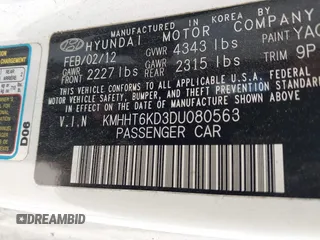 MANUFACTURED IN KOREA BY
HYUNDAI MOTOR COMPANY
FEB/02/12 GVWR 4343 lbs PAINT YAC
GAWR FRT 2227 lbs GAWR RR 2315 lbs TRIM 9P
THIS VEHICLE CONFORMS TO ALL APPLICABLE U.S.A. FEDERAL
MOTOR VEHICLE SAFETY, BUMPER, AND THEFT PREVENTION STANDARDS
IN EFFECT ON THE DATE OF MANUFACTURE SHOWN ABOVE.
V.I.N KMHHT6KD3DU080563
PASSENGER CAR
D06
DREAMBID